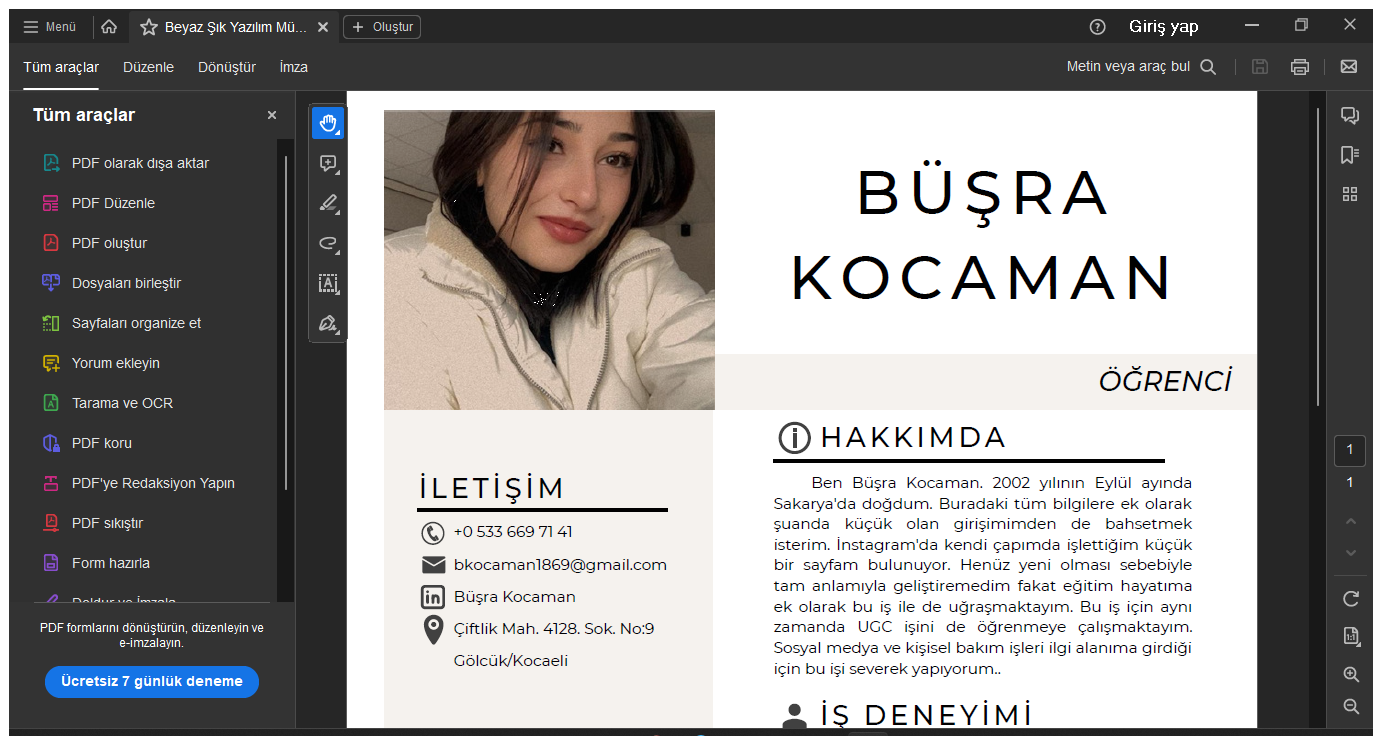 Menü
Beyaz Şık Yazılım Mü...
Oluştur
Giriş yap
Tüm araçlar
Düzenle
Dönüştür
İmza
Metin veya araç bul
Tüm araçlar
PDF olarak dışa aktar
PDF Düzenle
PDF oluştur
Dosyaları birleştir
Sayfaları organize et
Yorum ekleyin
Tarama ve OCR
PDF koru
PDF'ye Redaksiyon Yapın
PDF sıkıştır
Form hazırla
Doldur ve İmzala
PDF formlarını dönüştürün, düzenleyin ve
e-imzalayın.
Ücretsiz 7 günlük deneme
BÜŞRA
KOCAMAN
ÖĞRENCİ
İLETİŞİM
+0 533 669 71 41
bkocaman1869@gmail.com
Büşra Kocaman
Çiftlik Mah. 4128. Sok. No:9
Gölcük/Kocaeli
HAKKIMDA
Ben Büşra Kocaman. 2002 yılının Eylül ayında
Sakarya'da doğdum. Buradaki tüm bilgilere ek olarak
şuanda küçük olan girişimimden de bahsetmek
isterim. İnstagram'da kendi çapımda işlettiğim küçük
bir sayfam bulunuyor. Henüz yeni olması sebebiyle
tam anlamıyla geliştiremedim fakat eğitim hayatıma
ek olarak bu iş ile de uğraşmaktayım. Bu iş için aynı
zamanda UGC işini de öğrenmeye çalışmaktayım.
Sosyal medya ve kişisel bakım işleri ilgi alanıma girdiği
için bu işi severek yapıyorum..
İŞ DENEYİMİ
1
1